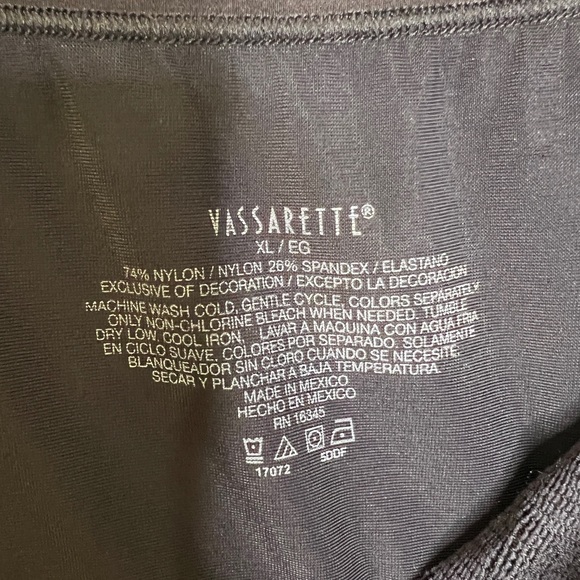 VASSARETTE®
XL / EG
74% NYLON / NYLON 26% SPANDEX / ELASTANO
EXCLUSIVE OF DECORATION / EXCEPTO LA DECORACION
MACHINE WASH COLD, GENTLE CYCLE, COLORS SEPARATELY
ONLY NON-CHLORINE BLEACH WHEN NEEDED. TUMBLE
DRY LOW, COOL IRON. LAVAR A MAQUINA CON AGUA FRIA
EN CICLO SUAVE. COLORES POR SEPARADO. SOLAMENTE
BLANQUEADOR SIN CLORO CUANDO SE NECESITE.
SECAR Y PLANCHAR A BAJA TEMPERATURA.
MADE IN MEXICO
HECHO EN MEXICO
RN 16345
17072 5DDF